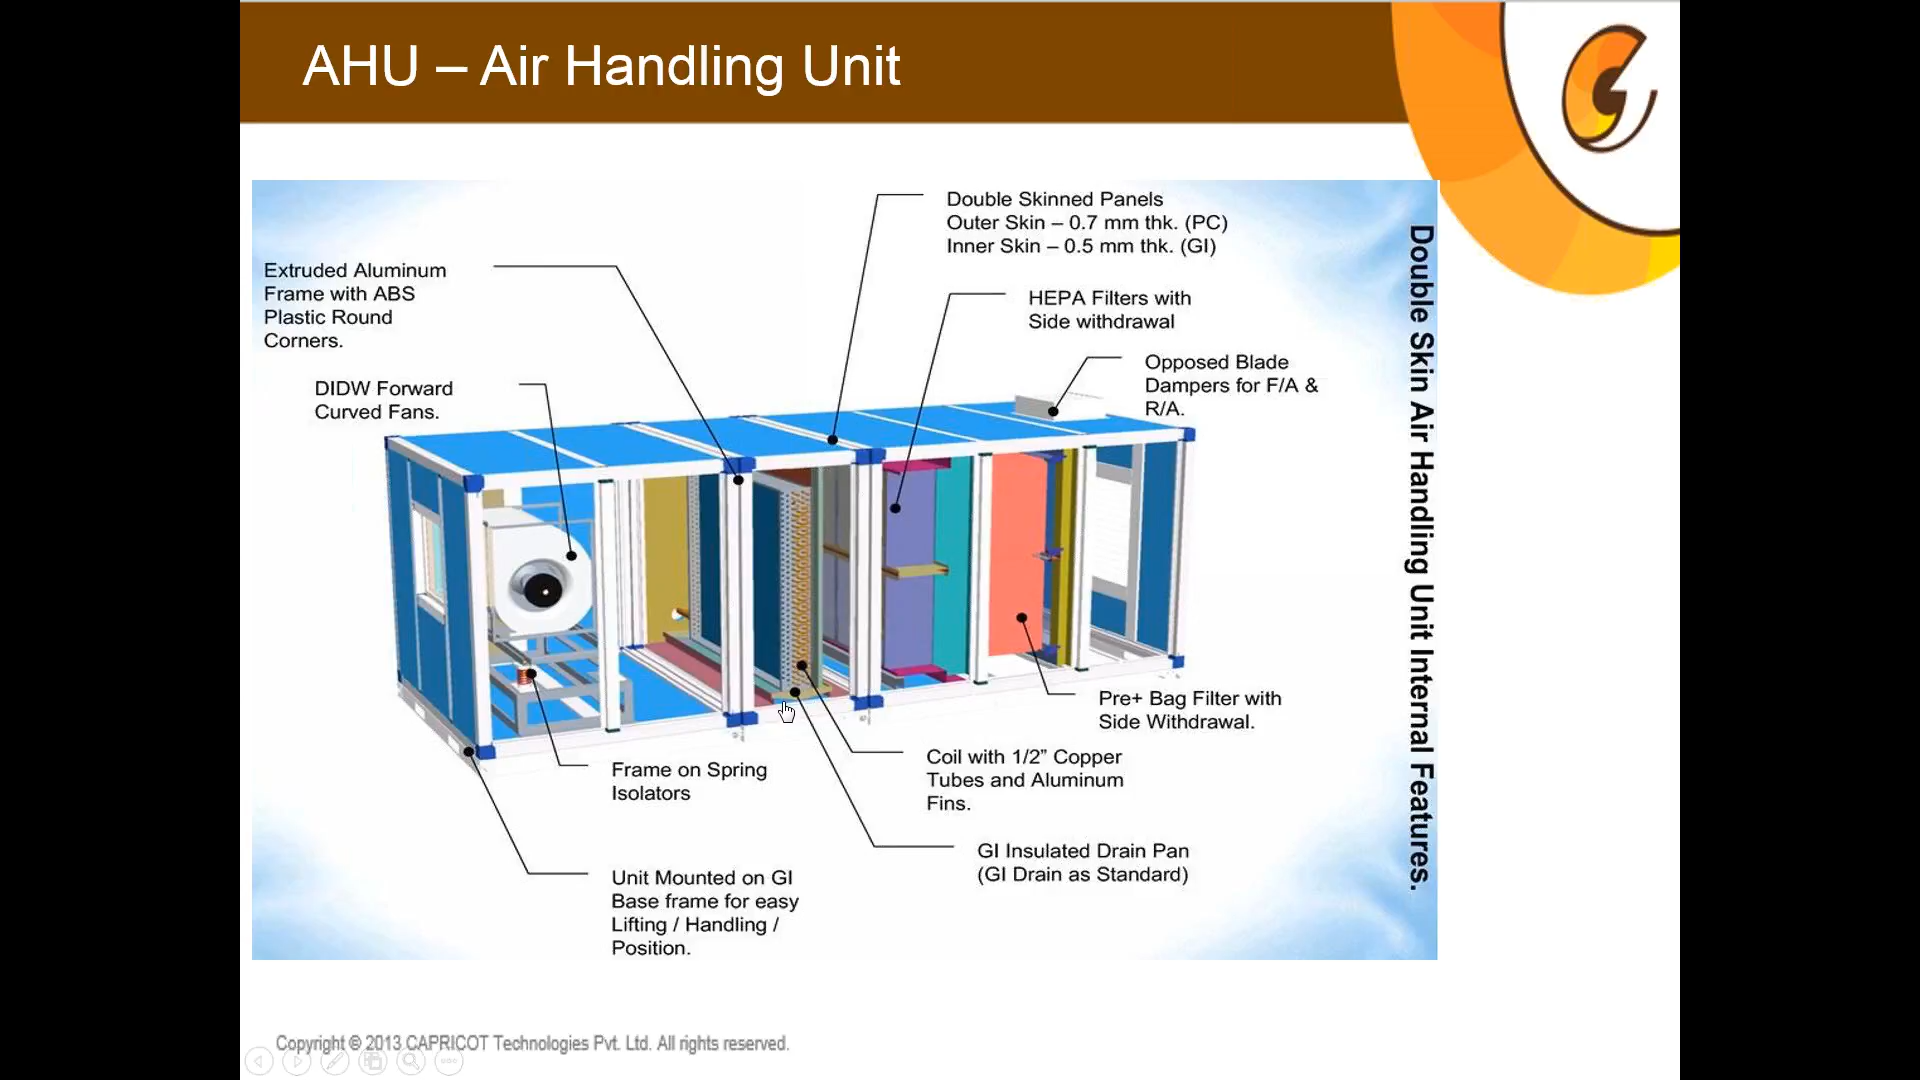 AHU – Air Handling Unit
Double Skinned Panels
Outer Skin – 0.7 mm thk. (PC)
Inner Skin – 0.5 mm thk. (GI)
Extruded Aluminum
Frame with ABS
Plastic Round
Corners.
HEPA Filters with
Side withdrawal
Opposed Blade
Dampers for F/A &
R/A.
DIDW Forward
Curved Fans.
Double Skin Air Handling Unit Internal Features.
Pre+ Bag Filter with
Side Withdrawal.
Coil with 1/2” Copper
Tubes and Aluminum
Fins.
Frame on Spring
Isolators
GI Insulated Drain Pan
(GI Drain as Standard)
Unit Mounted on GI
Base frame for easy
Lifting / Handling /
Position.
Copyright © 2013 CAPRICOT Technologies Pvt. Ltd. All rights reserved.